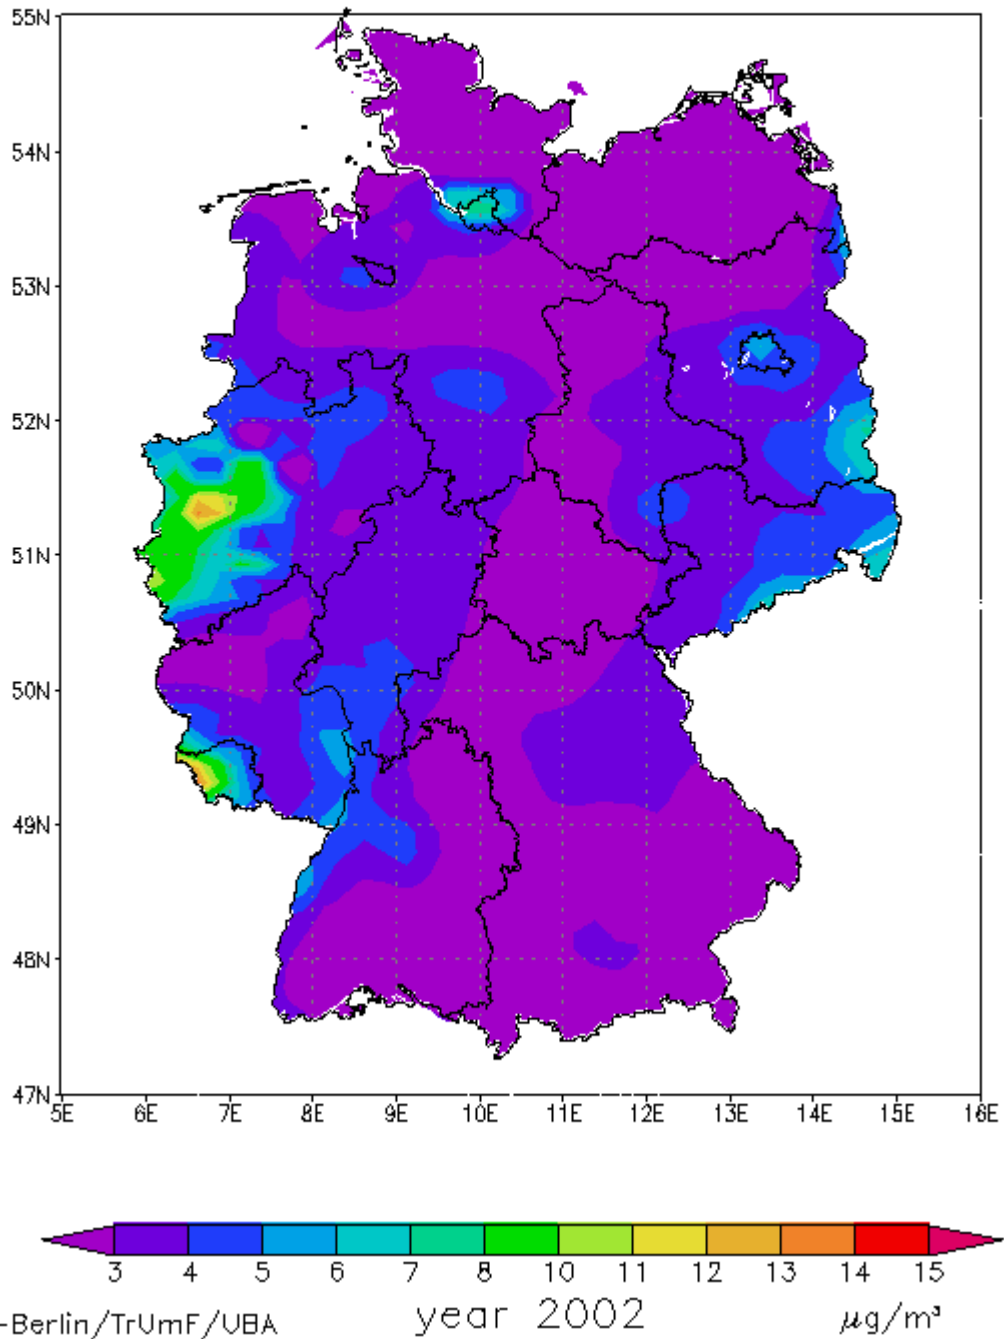 55N
54N
53N
52N
51N
50N
49N
48N
47N
5E 6E 7E 8E 9E 10E 11E 12E 13E 14E 15E 16E
3 4 5 6 7 8 10 11 12 13 14 15
-Berlin/TrUmF/UBA year 2002 μg/m³